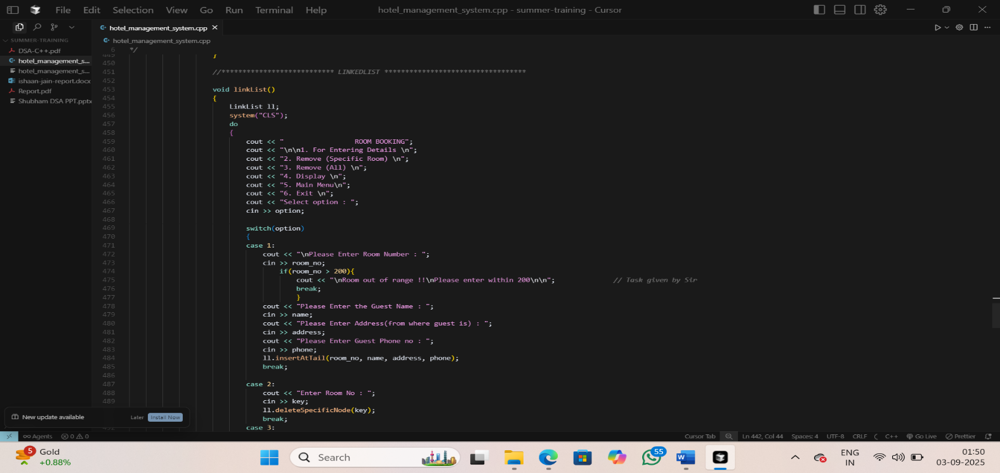 File Edit Selection View Go Run Terminal Help
hotel_management_system.cpp - summer-training - Cursor
hotel_management_system.cpp
SUMMER-TRAINING
DSA-C++.pdf
hotel_management_s...
hotel_management_s...
ishaan-jain-report.docx
Report.pdf
Shubham DSA PPT.pptx
hotel_management_system.cpp
6 */
449 }
450
451 //*************************** LINKEDLIST **********************************
452
453 void linkList()
454 {
455 LinkList ll;
456 system("CLS");
457 do
458 {
459 cout << " ROOM BOOKING";
460 cout << "\n\n1. For Entering Details \n";
461 cout << "2. Remove (Specific Room) \n";
462 cout << "3. Remove (All) \n";
463 cout << "4. Display \n";
464 cout << "5. Main Menu\n";
465 cout << "6. Exit \n";
466 cout << "Select option : ";
467 cin >> option;
468
469 switch(option)
470 {
471 case 1:
472 cout << "\nPlease Enter Room Number : ";
473 cin >> room_no;
474 if(room_no > 200){
475 cout << "\nRoom out of range !!\nPlease enter within 200\n\n"; // Task given by Sir
476 break;
477 }
478 cout << "Please Enter the Guest Name : ";
479 cin >> name;
480 cout << "Please Enter Address(from where guest is) : ";
481 cin >> address;
482 cout << "Please Enter Guest Phone no : ";
483 cin >> phone;
484 ll.insertAtTail(room_no, name, address, phone);
485 break;
486
487 case 2:
488 cout << "Enter Room No : ";
489 cin >> key;
ll.deleteSpecificNode(key);
break;
case 3:
New update available Later Install Now
Agents 0 0
Cursor Tab Ln 442, Col 44 Spaces: 4 UTF-8 CRLF C++ Go Live Prettier
5
Gold
+0.88%
Search
55
ENG
IN
01:50
03-09-2025